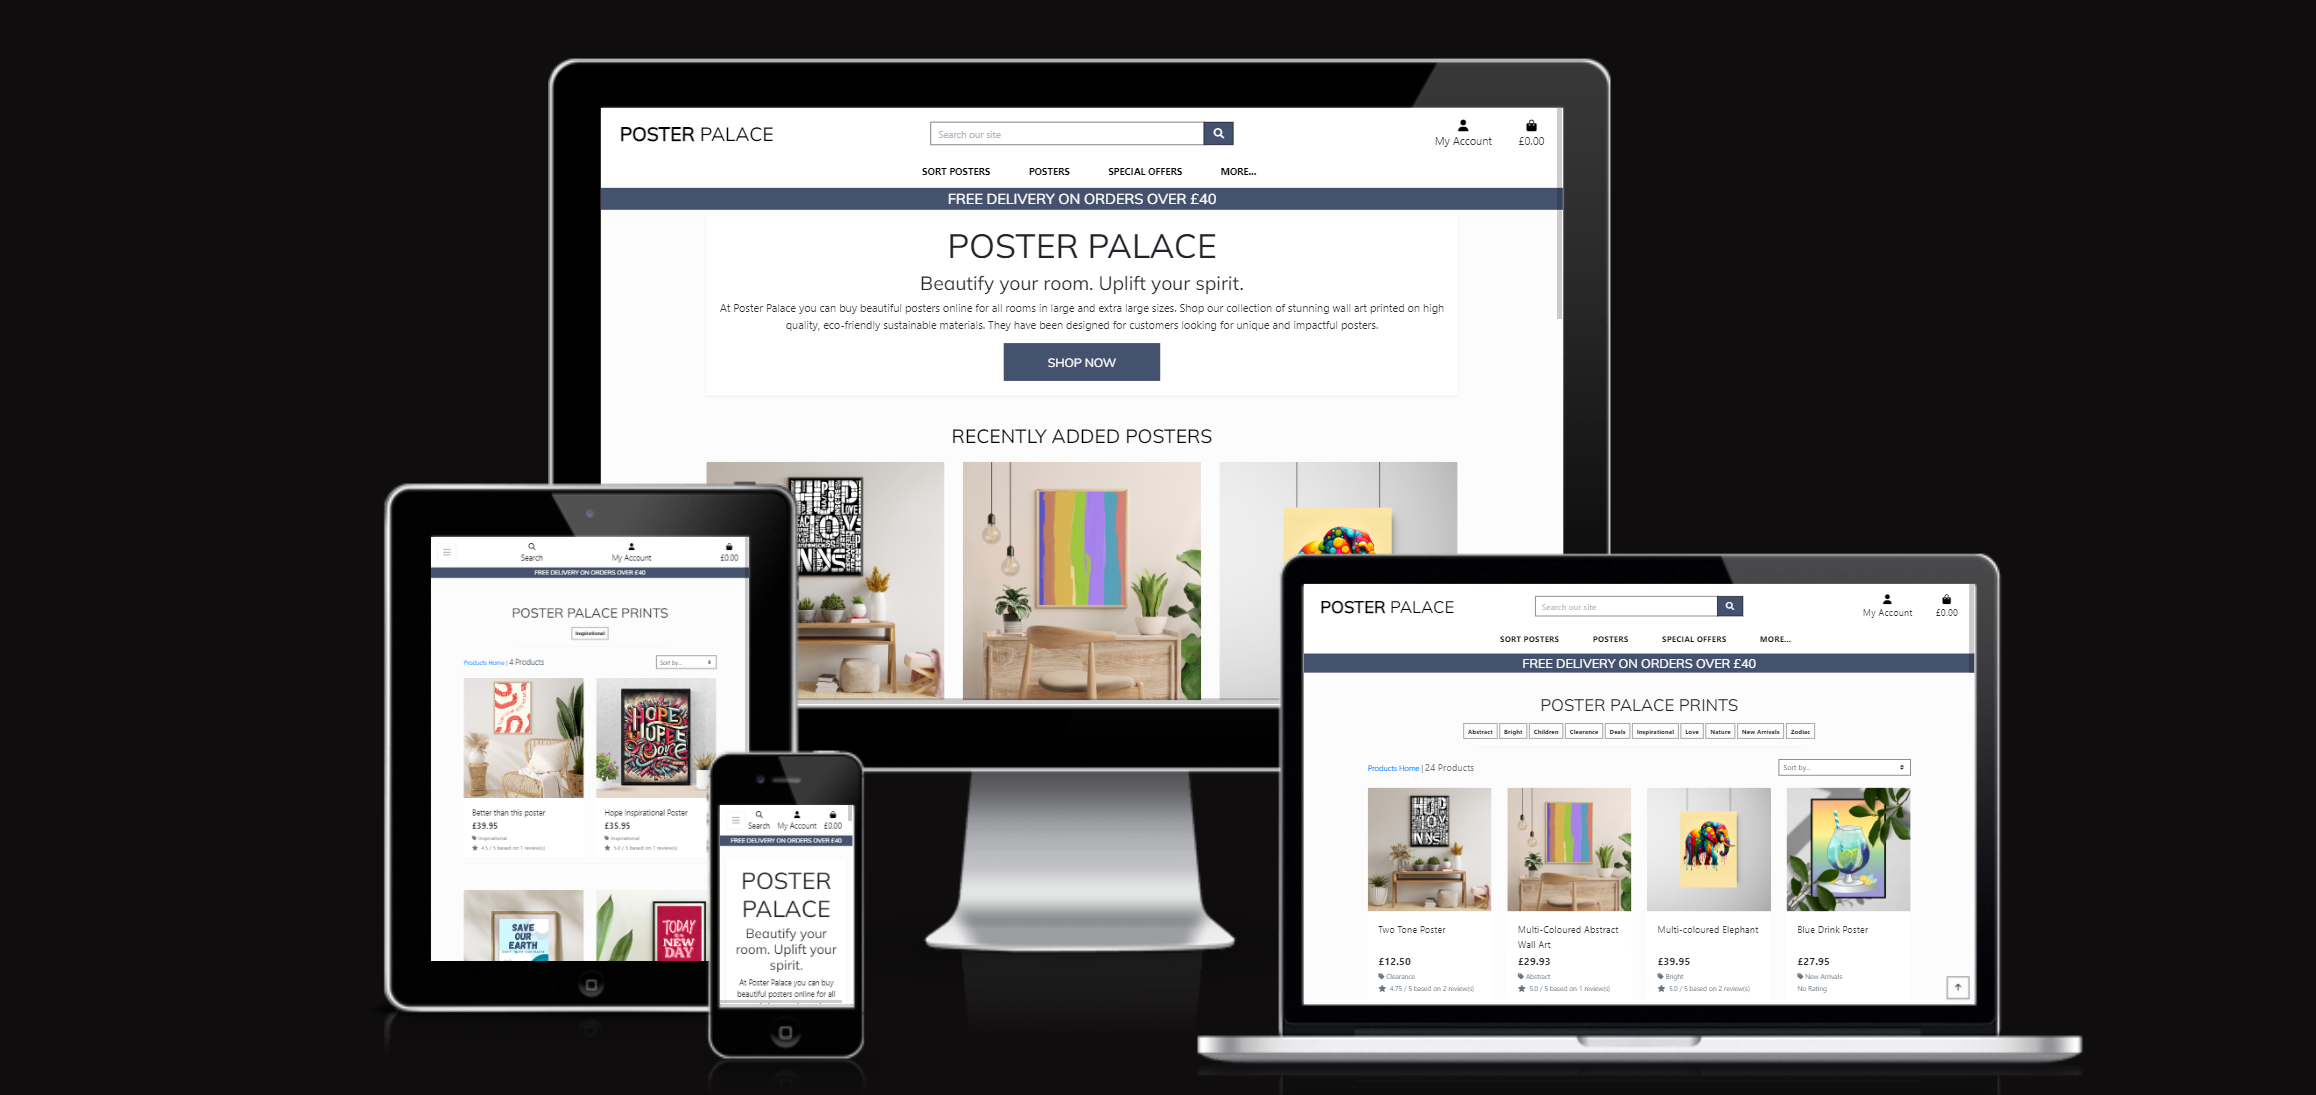 POSTER PALACE
Search our site
My Account
£0.00
SORT POSTERS
POSTERS
SPECIAL OFFERS
MORE...
FREE DELIVERY ON ORDERS OVER £40
POSTER PALACE
Beautify your room. Uplift your spirit.
At Poster Palace you can buy beautiful posters online for all rooms in large and extra large sizes. Shop our collection of stunning wall art printed on high
quality, eco-friendly sustainable materials. They have been designed for customers looking for unique and impactful posters.
SHOP NOW
RECENTLY ADDED POSTERS
Search
My Account
£0.00
FREE DELIVERY ON ORDERS OVER £40
POSTER PALACE PRINTS
Inspirational
Products Home | 4 Products
Sort by...
HOPE
Better than this poster
£39.95
Inspirational
4.5 / 5 based on 1 review(s)
Hope Inspirational Poster
£35.95
Inspirational
5.0 / 5 based on 1 review(s)
SAVE
OUR
EARTH
TODAY
NEW
DAY
Search
My Account
£0.00
FREE DELIVERY ON ORDERS OVER £40
POSTER
PALACE
Beautify your
room. Uplift your
spirit.
At Poster Palace you can buy
beautiful posters online for all
POSTER PALACE
Search our site
My Account
£0.00
SORT POSTERS
POSTERS
SPECIAL OFFERS
MORE...
FREE DELIVERY ON ORDERS OVER £40
POSTER PALACE PRINTS
Abstract
Bright
Children
Clearance
Deals
Inspirational
Love
Nature
New Arrivals
Zodiac
Products Home | 24 Products
Sort by...
Two Tone Poster
£12.50
Clearance
4.75 / 5 based on 2 review(s)
Multi-Coloured Abstract
Wall Art
£29.93
Abstract
5.0 / 5 based on 1 review(s)
Multi-coloured Elephant
£39.95
Bright
5.0 / 5 based on 2 review(s)
Blue Drink Poster
£27.95
New Arrivals
No Rating